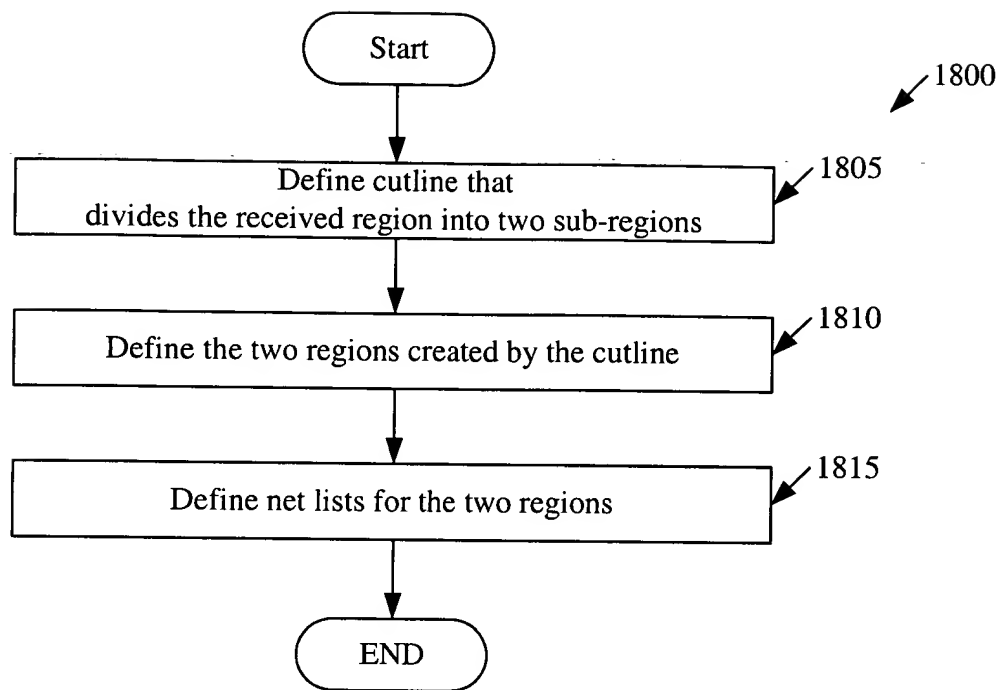 Start
1800
1805
Define cutline that
divides the received region into two sub-regions
1810
Define the two regions created by the cutline
1815
Define net lists for the two regions
END